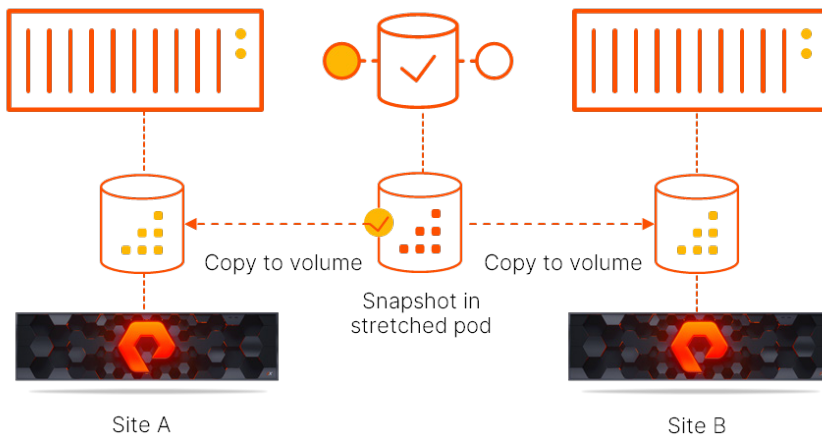 Copy to volume
Copy to volume
Snapshot in
stretched pod
Site A
Site B